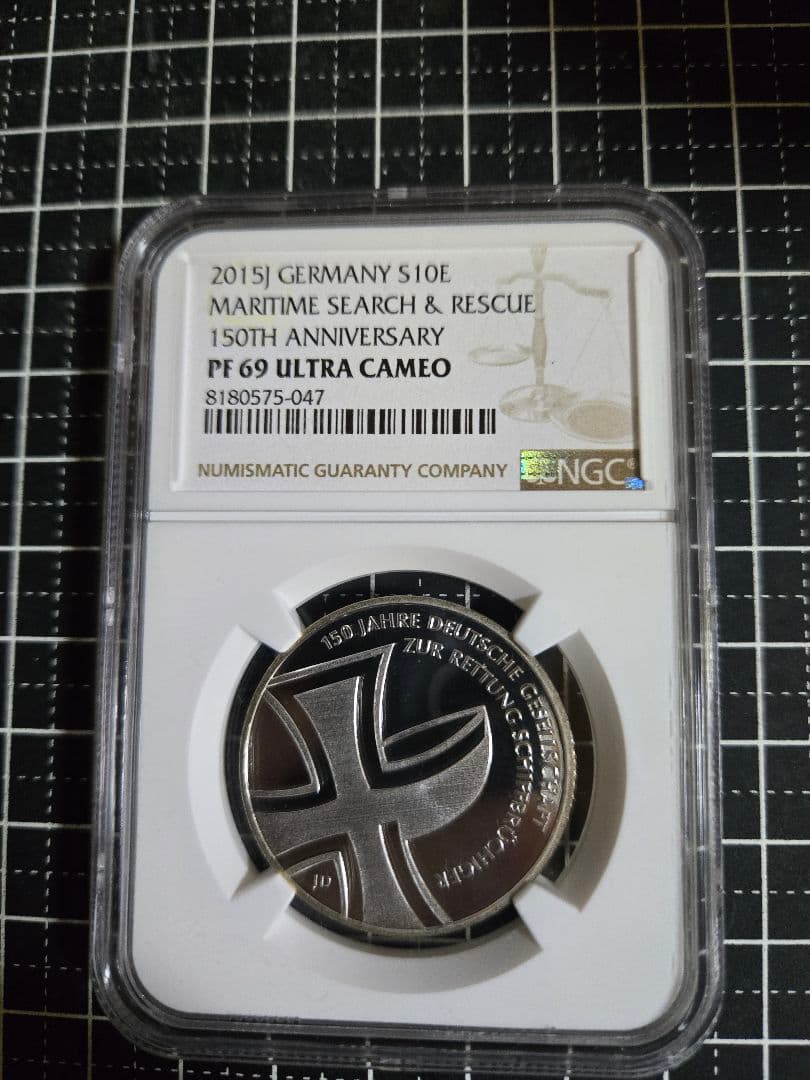 2015J GERMANY S10E
MARITIME SEARCH & RESCUE
150TH ANNIVERSARY
PF 69 ULTRA CAMEO
8180575-047
NUMISMATIC GUARANTY COMPANY
NGC®
150 JAHRE DEUTSCHE GESELLSCHAFT
ZUR RETTUNG SCHIFFBRÜCHIGER
JD